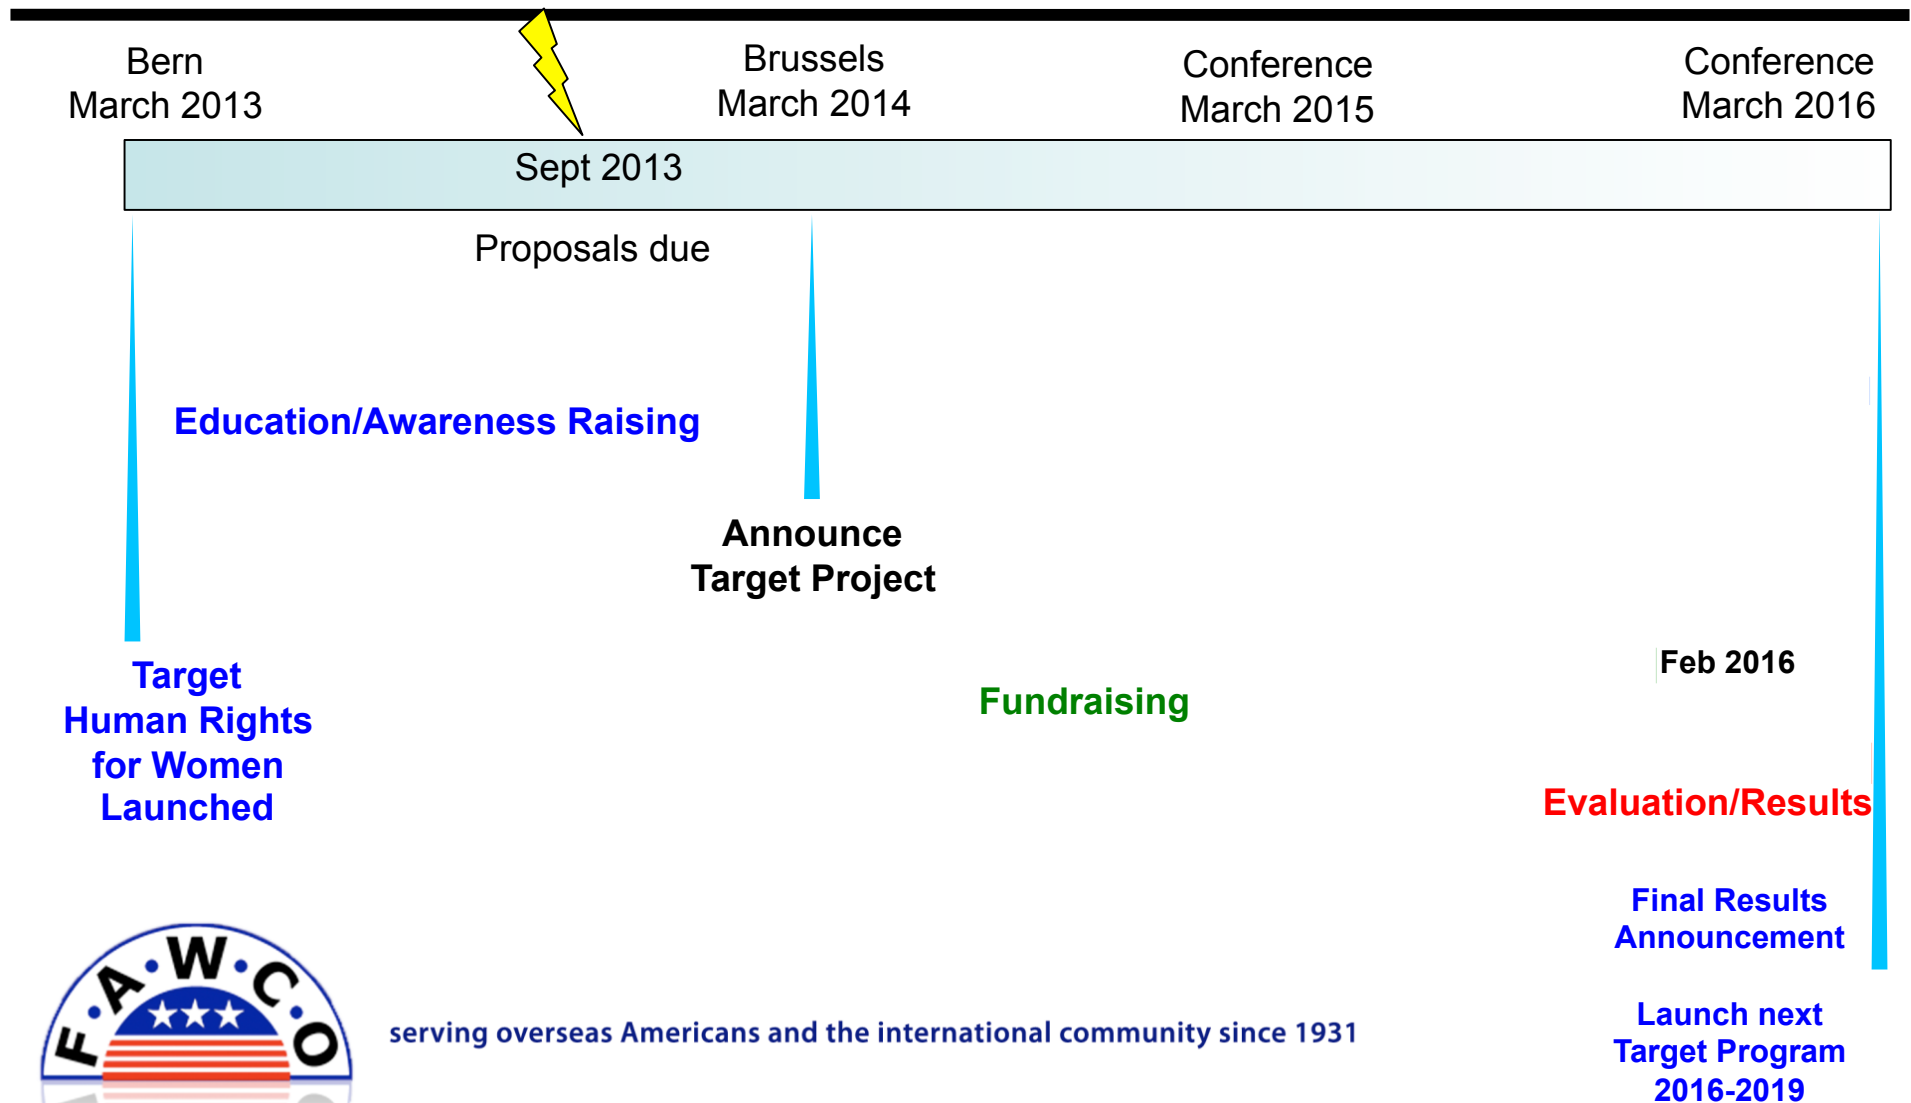 Bern
March 2013
Brussels
March 2014
Conference
March 2015
Conference
March 2016
Sept 2013
Proposals due
Education/Awareness Raising
Announce
Target Project
Target
Human Rights
for Women
Launched
Fundraising
Feb 2016
Evaluation/Results
Final Results
Announcement
Launch next
Target Program
2016-2019
F·A·W·C·O
serving overseas Americans and the international community since 1931